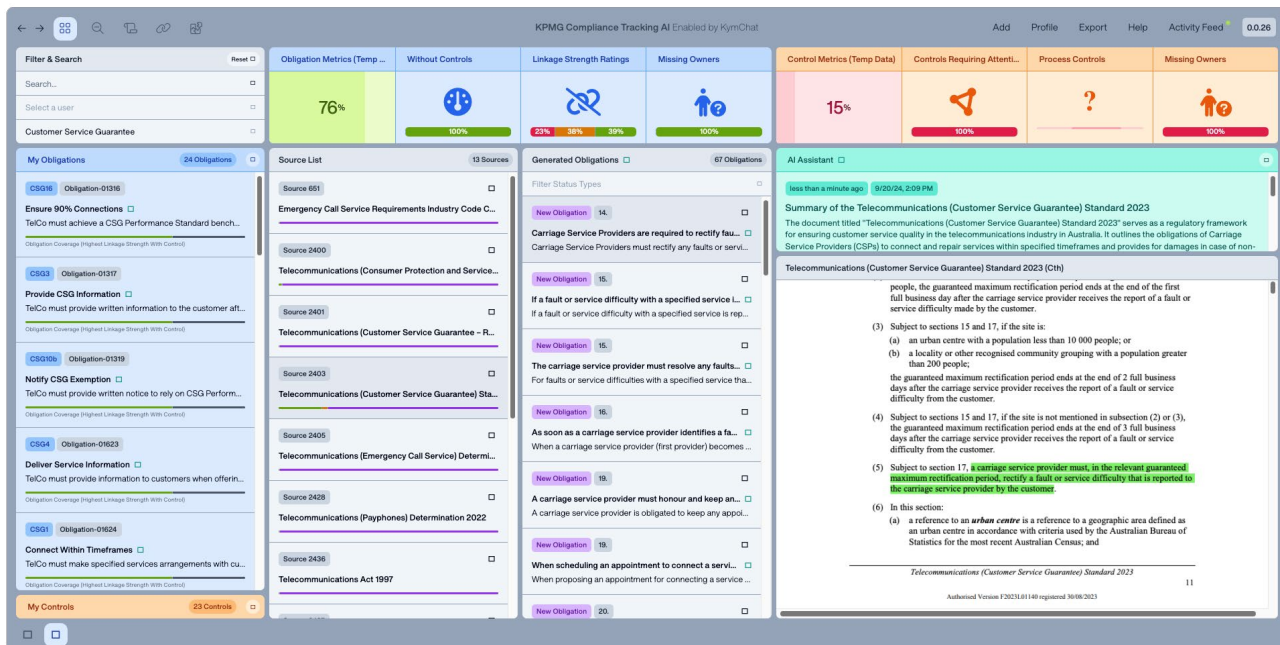 KPMG Compliance Tracking AI Enabled by KymChat
Add Profile Export Help Activity Feed 0.0.26
Filter & Search Reset
Search...
Select a user
Customer Service Guarantee
Obligation Metrics (Temp ...
76%
Without Controls
100%
Linkage Strength Ratings
23% 38% 39%
Missing Owners
100%
Control Metrics (Temp Data)
15%
Controls Requiring Attenti...
100%
Process Controls
?
Missing Owners
100%
My Obligations 24 Obligations
CSG16 Obligation-01316
Ensure 90% Connections
TelCo must achieve a CSG Performance Standard bench...
Obligation Coverage (Highest Linkage Strength With Control)
CSG3 Obligation-01317
Provide CSG Information
TelCo must provide written information to the customer aft...
Obligation Coverage (Highest Linkage Strength With Control)
CSG10b Obligation-01319
Notify CSG Exemption
TelCo must provide written notice to rely on CSG Perform...
Obligation Coverage (Highest Linkage Strength With Control)
CSG4 Obligation-01623
Deliver Service Information
TelCo must provide information to customers when offerin...
Obligation Coverage (Highest Linkage Strength With Control)
CSG1 Obligation-01624
Connect Within Timeframes
TelCo must make specified services arrangements with cu...
Obligation Coverage (Highest Linkage Strength With Control)
My Controls 23 Controls
Source List 13 Sources
Source 651
Emergency Call Service Requirements Industry Code C...
Source 2400
Telecommunications (Consumer Protection and Service...
Source 2401
Telecommunications (Customer Service Guarantee – R...
Source 2403
Telecommunications (Customer Service Guarantee) Sta...
Source 2405
Telecommunications (Emergency Call Service) Determi...
Source 2428
Telecommunications (Payphones) Determination 2022
Source 2436
Telecommunications Act 1997
Generated Obligations 67 Obligations
Filter Status Types
New Obligation 14.
Carriage Service Providers are required to rectify fau...
Carriage Service Providers must rectify any faults or servi...
New Obligation 15.
If a fault or service difficulty with a specified service i...
If a fault or service difficulty with a specified service is rep...
New Obligation 15.
The carriage service provider must resolve any faults...
For faults or service difficulties with a specified service tha...
New Obligation 16.
As soon as a carriage service provider identifies a fa...
When a carriage service provider (first provider) becomes ...
New Obligation 19.
A carriage service provider must honour and keep an...
A carriage service provider is obligated to keep any appoi...
New Obligation 19.
When scheduling an appointment to connect a servi...
When proposing an appointment for connecting a service ...
New Obligation 20.
AI Assistant
less than a minute ago 9/20/24, 2:09 PM
Summary of the Telecommunications (Customer Service Guarantee) Standard 2023
The document titled "Telecommunications (Customer Service Guarantee) Standard 2023" serves as a regulatory framework
for ensuring customer service quality in the telecommunications industry in Australia. It outlines the obligations of Carriage
Service Providers (CSPs) to connect and repair services within specified timeframes and provides for damages in case of non-
Telecommunications (Customer Service Guarantee) Standard 2023 (Cth)
people, the guaranteed maximum rectification period ends at the end of the first
full business day after the carriage service provider receives the report of a fault or
service difficulty made by the customer.
(3) Subject to sections 15 and 17, if the site is:
(a) an urban centre with a population less than 10 000 people; or
(b) a locality or other recognised community grouping with a population greater
than 200 people;
the guaranteed maximum rectification period ends at the end of 2 full business
days after the carriage service provider receives the report of a fault or service
difficulty from the customer.
(4) Subject to sections 15 and 17, if the site is not mentioned in subsection (2) or (3),
the guaranteed maximum rectification period ends at the end of 3 full business
days after the carriage service provider receives the report of a fault or service
difficulty from the customer.
(5) Subject to section 17, a carriage service provider must, in the relevant guaranteed
maximum rectification period, rectify a fault or service difficulty that is reported to
the carriage service provider by the customer.
(6) In this section:
(a) a reference to an urban centre is a reference to a geographic area defined as
an urban centre in accordance with criteria used by the Australian Bureau of
Statistics for the most recent Australian Census; and
Telecommunications (Customer Service Guarantee) Standard 2023
11
Authorised Version F2023L01140 registered 30/08/2023